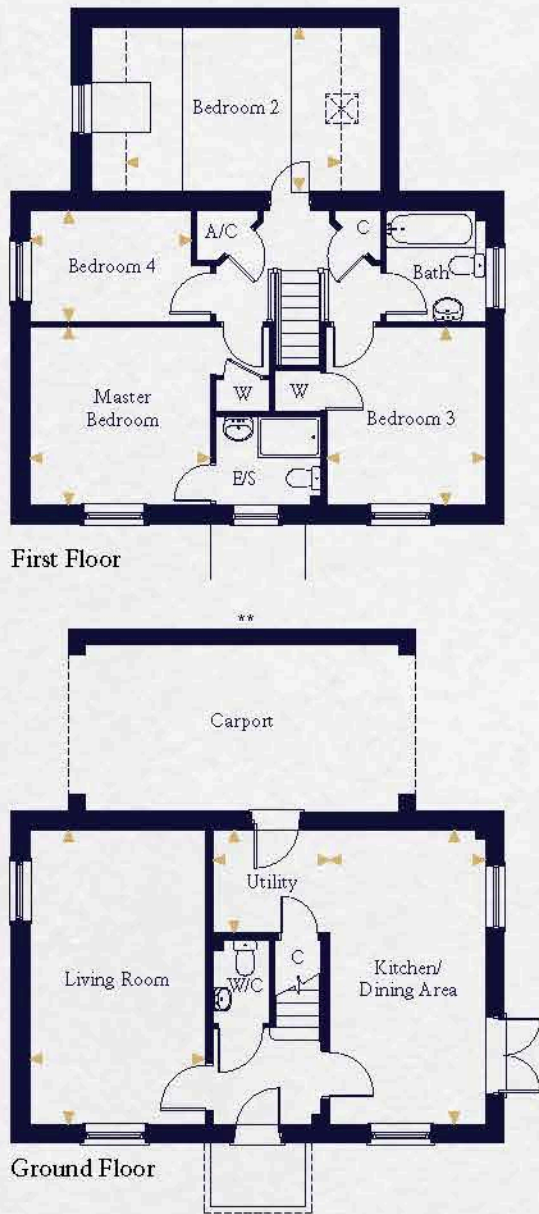 Bedroom 2
A/C
C
Bedroom 4
Bath
Master
Bedroom
W
W
Bedroom 3
E/S
First Floor
**
Carport
Utility
Living Room
W/C
C
Kitchen/
Dining Area
Ground Floor